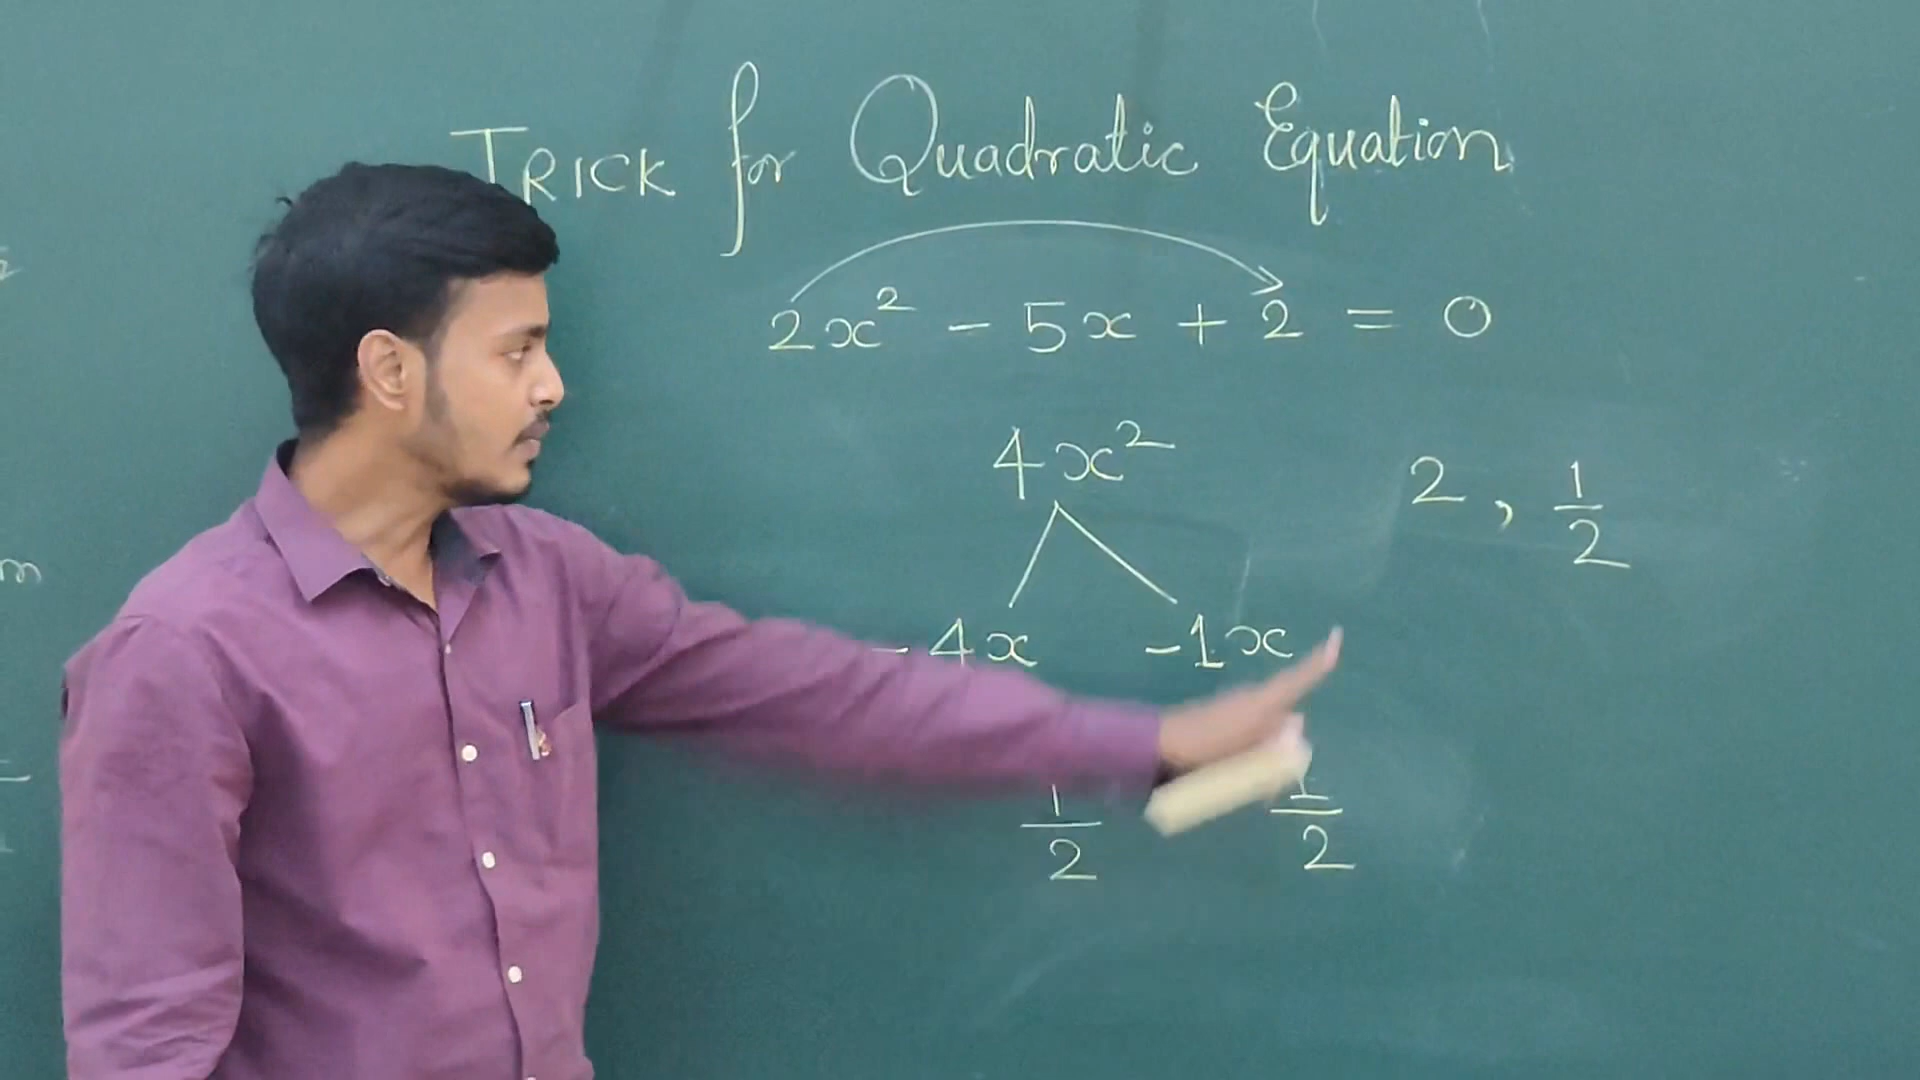 TRICK for Quadratic Equation
2x² - 5x + 2 = 0
4x²
2, 1/2
- 4x -1x
1/2 1/2